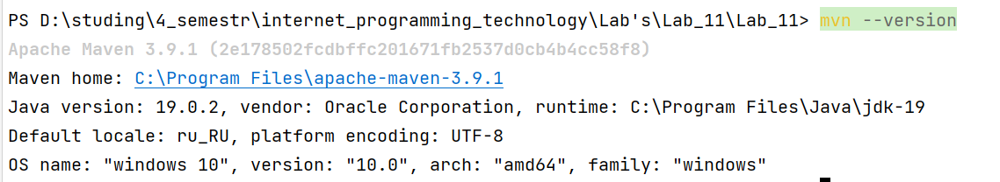 PS D:\studing\4_semestr\internet_programming_technology\Lab's\Lab_11\Lab_11> mvn --version
Apache Maven 3.9.1 (2e178502fcdbffc201671fb2537d0cb4b4cc58f8)
Maven home: C:\Program Files\apache-maven-3.9.1
Java version: 19.0.2, vendor: Oracle Corporation, runtime: C:\Program Files\Java\jdk-19
Default locale: ru_RU, platform encoding: UTF-8
OS name: "windows 10", version: "10.0", arch: "amd64", family: "windows"